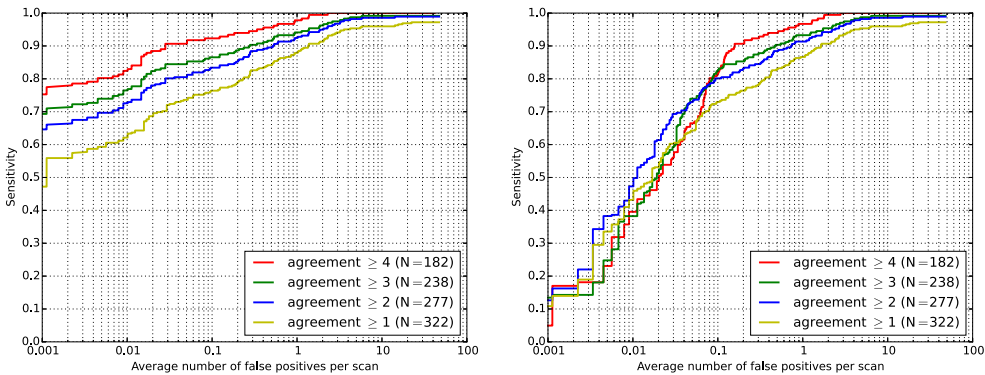 1.0
0.9
0.8
0.7
0.6
0.5
0.4
0.3
0.2
0.1
0.0
Sensitivity
0.001 0.01 0.1 1 10 100
Average number of false positives per scan
agreement ≥ 4 (N=182)
agreement ≥ 3 (N=238)
agreement ≥ 2 (N=277)
agreement ≥ 1 (N=322)
1.0
0.9
0.8
0.7
0.6
0.5
0.4
0.3
0.2
0.1
0.0
Sensitivity
0.001 0.01 0.1 1 10 100
Average number of false positives per scan
agreement ≥ 4 (N=182)
agreement ≥ 3 (N=238)
agreement ≥ 2 (N=277)
agreement ≥ 1 (N=322)